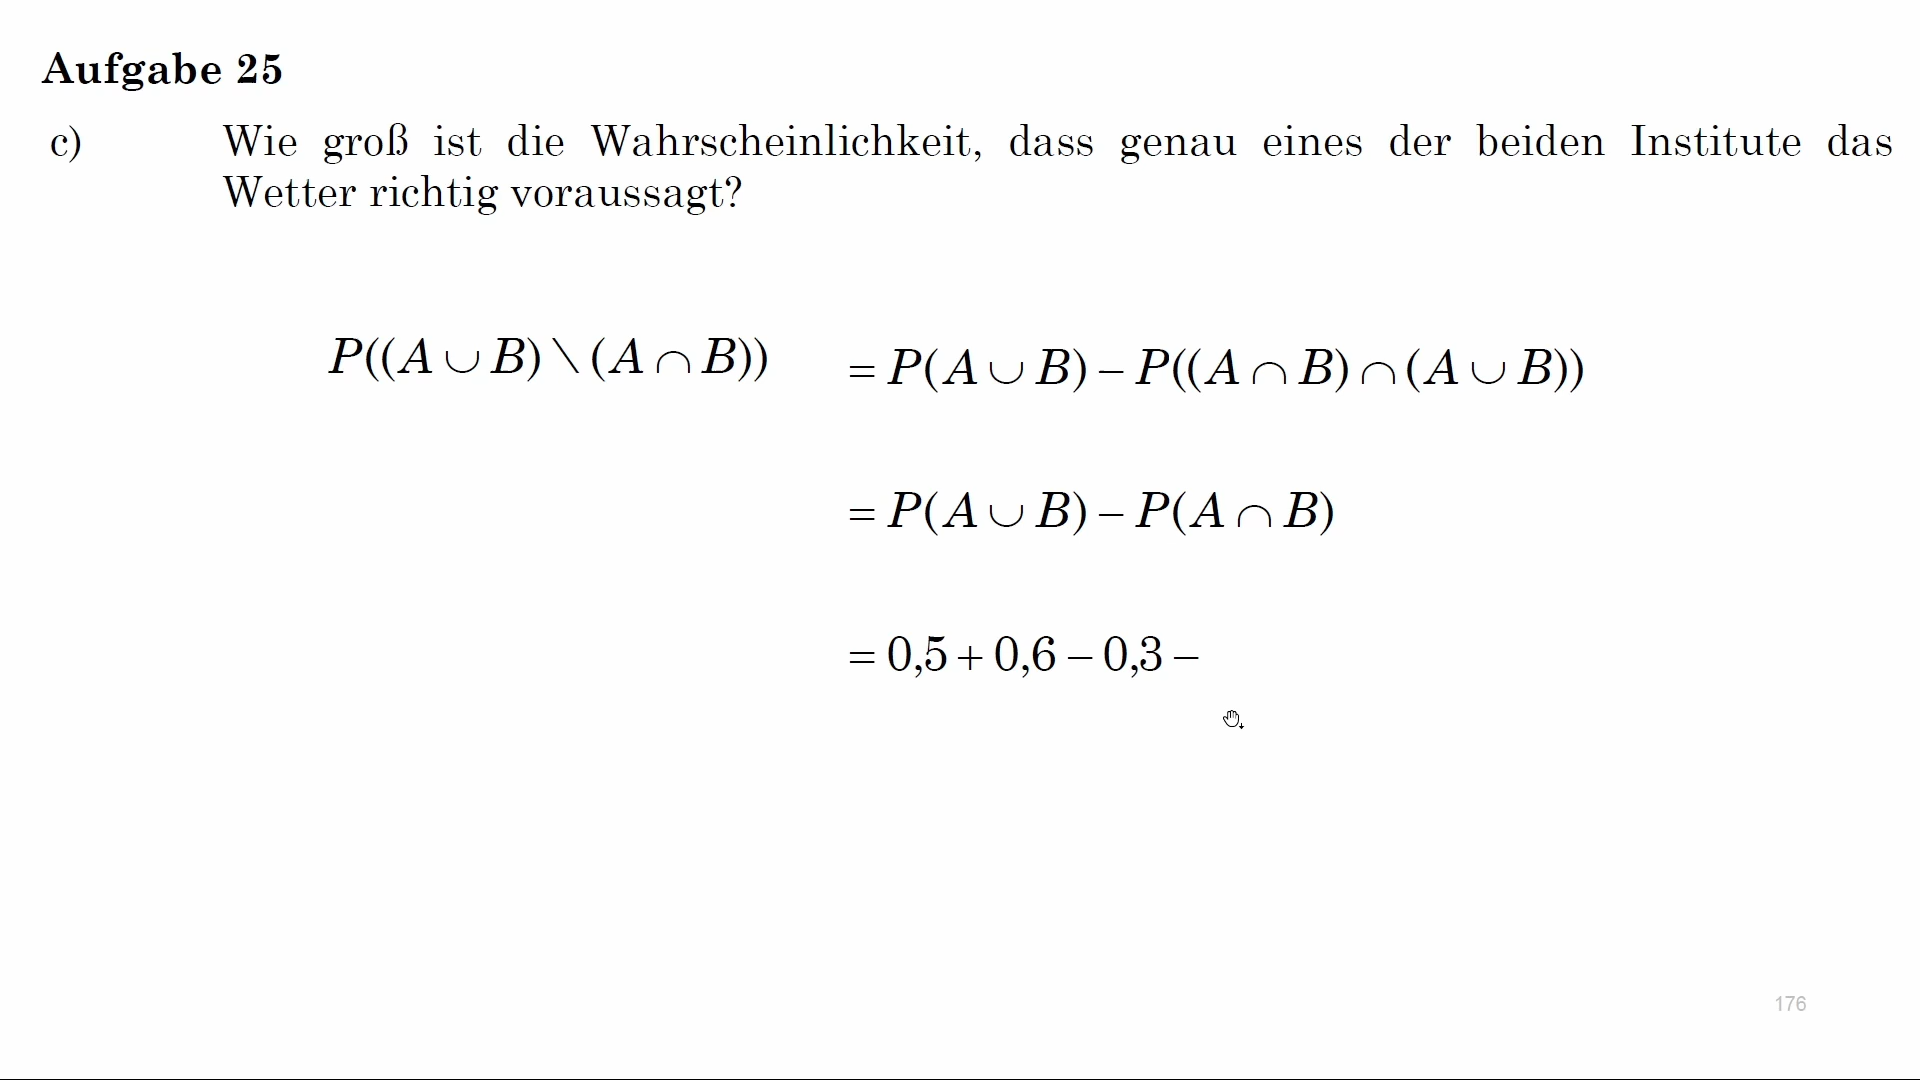 Aufgabe 25
c) Wie groß ist die Wahrscheinlichkeit, dass genau eines der beiden Institute das
Wetter richtig voraussagt?
P((A ∪ B) \ (A ∩ B)) = P(A ∪ B) – P((A ∩ B) ∩ (A ∪ B))
= P(A ∪ B) – P(A ∩ B)
= 0,5 + 0,6 – 0,3 –
176